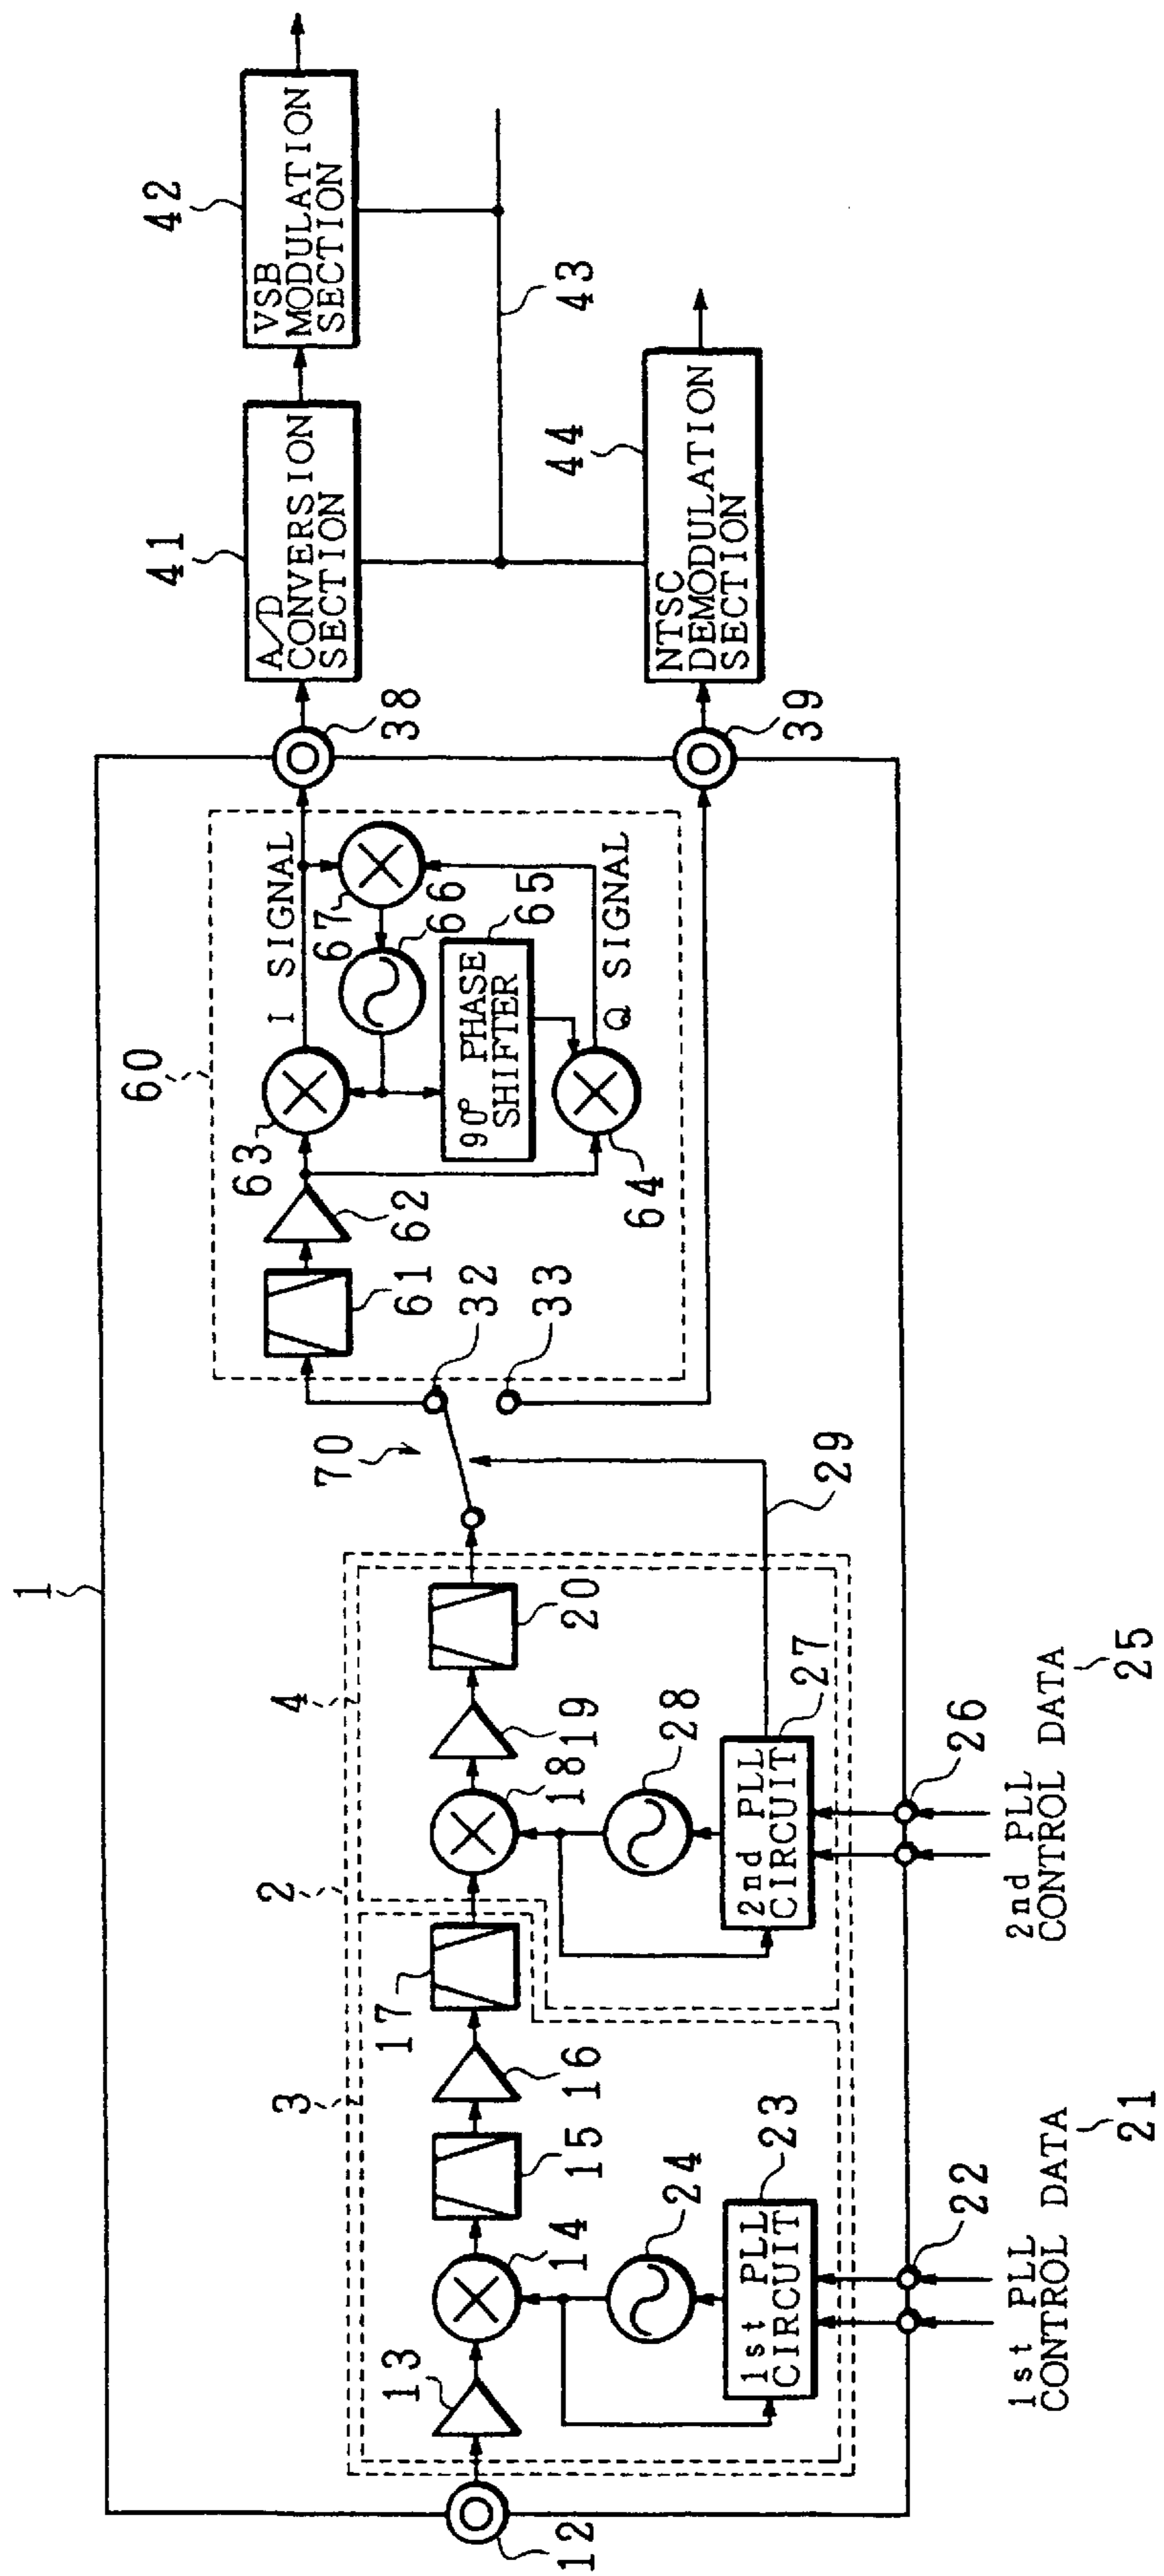 1
60
I SIGNAL
38
A/D
CONVERSION
SECTION
41
VSB
MODULATION
SECTION
42
43
61
62
63
67
66
90° PHASE
SHIFTER
65
64
Q SIGNAL
39
NTSC
DEMODULATION
SECTION
44
70
32
33
2
3
4
12
13
14
15
16
17
18
19
20
24
1st PLL
CIRCUIT
23
28
2nd PLL
CIRCUIT
27
29
22
1st PLL
CONTROL DATA
21
26
2nd PLL
CONTROL DATA
25